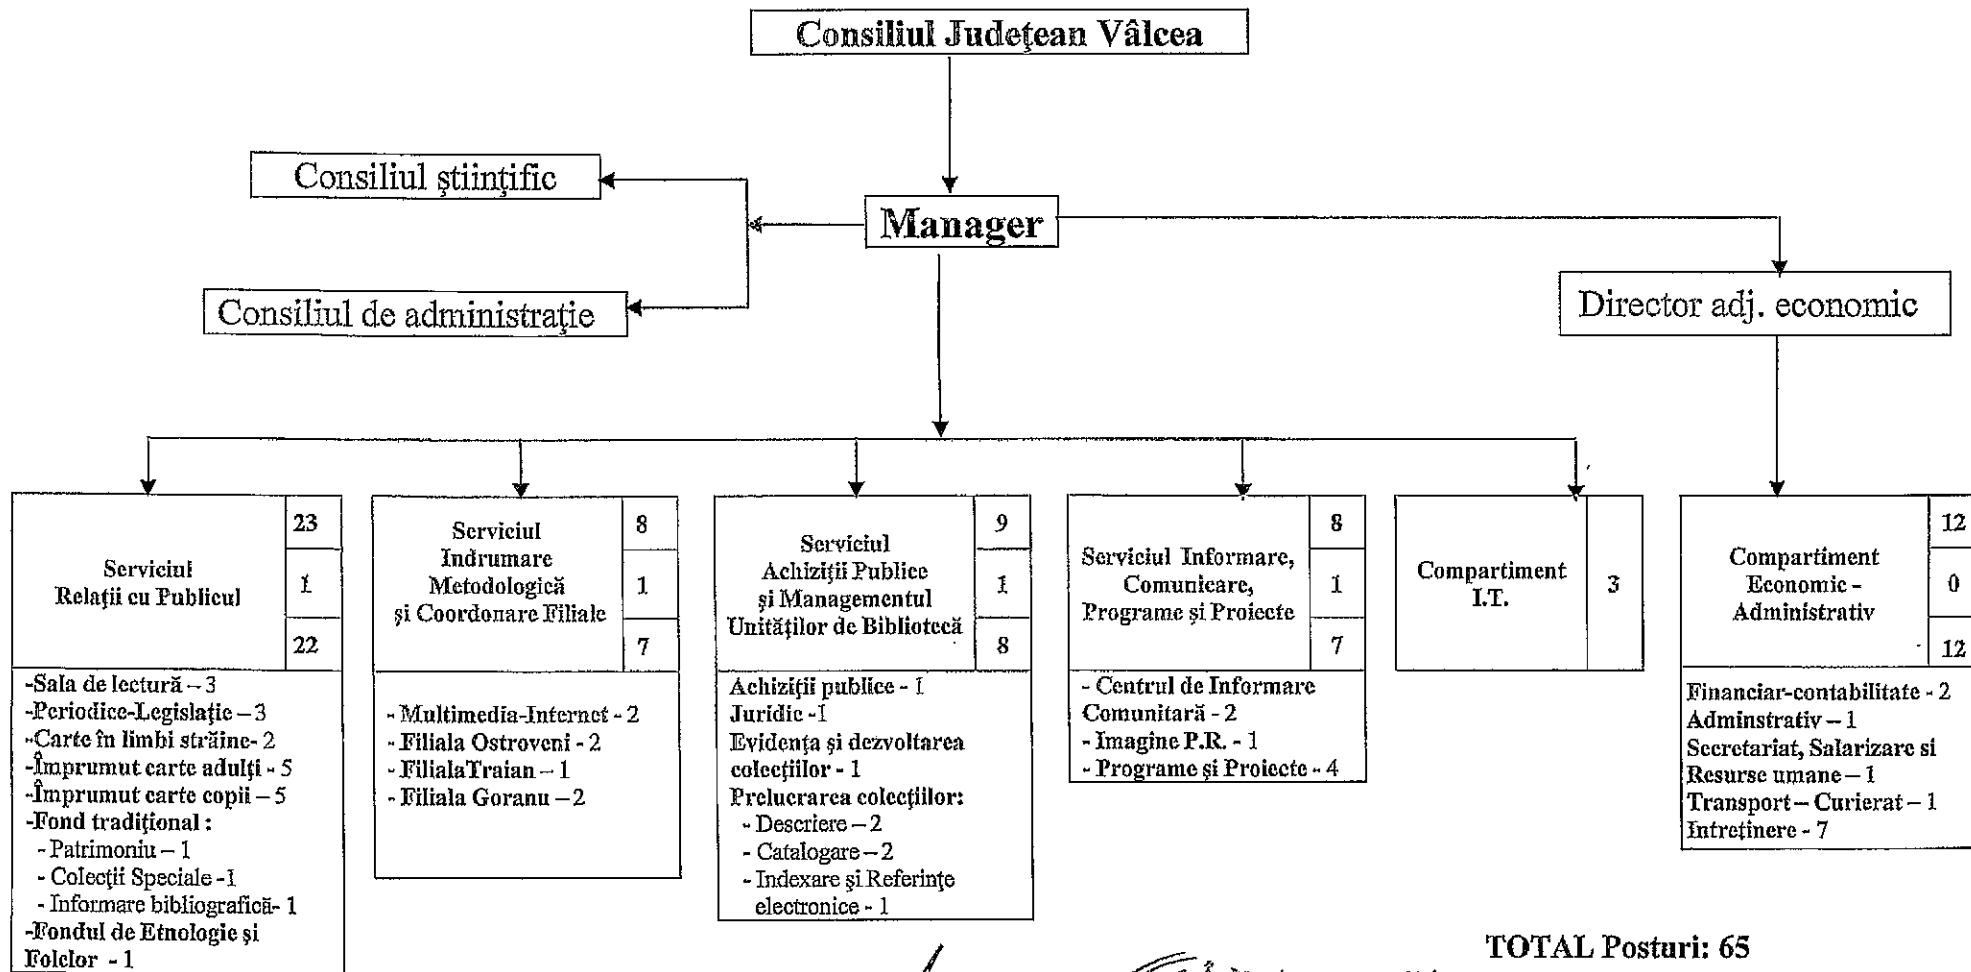 Consiliul Judeţean Vâlcea
Consiliul ştiinţific
Manager
Consiliul de administraţie
Director adj. economic
Serviciul
Relaţii cu Publicul
23
1
22
-Sala de lectură – 3
-Periodice-Legislaţie – 3
-Carte în limbi străine- 2
-Împrumut carte adulţi - 5
-Împrumut carte copii – 5
-Fond tradiţional :
- Patrimoniu – 1
- Colecţii Speciale -1
- Informare bibliografică- 1
-Fondul de Etnologie şi
Folclor - 1
Serviciul
Indrumare
Metodologică
şi Coordonare Filiale
8
1
7
- Multimedia-Internet - 2
- Filiala Ostroveni - 2
- FilialaTraian – 1
- Filiala Goranu – 2
Serviciul
Achiziţii Publice
şi Managementul
Unităţilor de Bibliotecă
9
1
8
Achiziţii publice - 1
Juridic -1
Evidenţa şi dezvoltarea
colecţiilor - 1
Prelucrarea colecţiilor:
- Descriere – 2
- Catalogare – 2
- Indexare şi Referinţe
electronice - 1
Serviciul Informare,
Comunicare,
Programe şi Proiecte
8
1
7
- Centrul de Informare
Comunitară - 2
- Imagine P.R. - 1
- Programe şi Proiecte - 4
Compartiment
I.T.
3
Compartiment
Economic -
Administrativ
12
0
12
Financiar-contabilitate - 2
Adminstrativ – 1
Secretariat, Salarizare si
Resurse umane – 1
Transport – Curierat – 1
Intreţinere - 7
TOTAL Posturi: 65